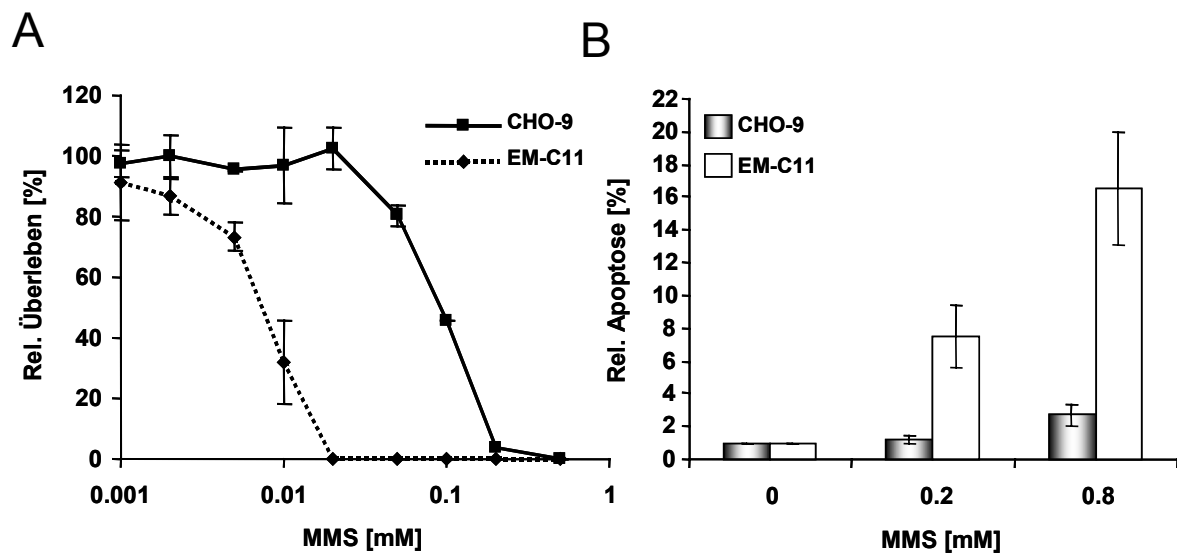 A
Rel. Überleben [%]
120
100
80
60
40
20
0
0.001
0.01
0.1
1
MMS [mM]
CHO-9
EM-C11
B
Rel. Apoptose [%]
22
20
18
16
14
12
10
8
6
4
2
0
0
0.2
0.8
MMS [mM]
CHO-9
EM-C11